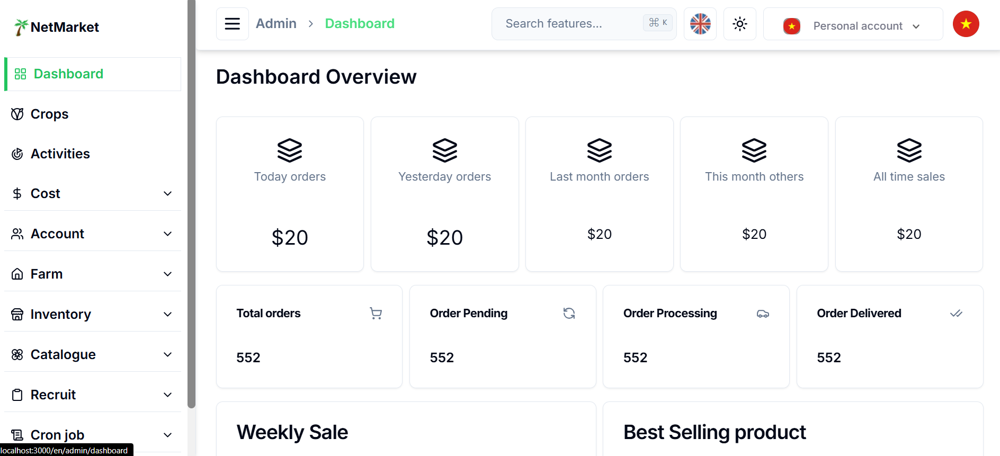 NetMarket
Admin > Dashboard
Search features...
⌘ K
Personal account
Dashboard
Crops
Activities
Cost
Account
Farm
Inventory
Catalogue
Recruit
Cron job
localhost:3000/en/admin/dashboard
Dashboard Overview
Today orders
$20
Yesterday orders
$20
Last month orders
$20
This month others
$20
All time sales
$20
Total orders
552
Order Pending
552
Order Processing
552
Order Delivered
552
Weekly Sale
Best Selling product